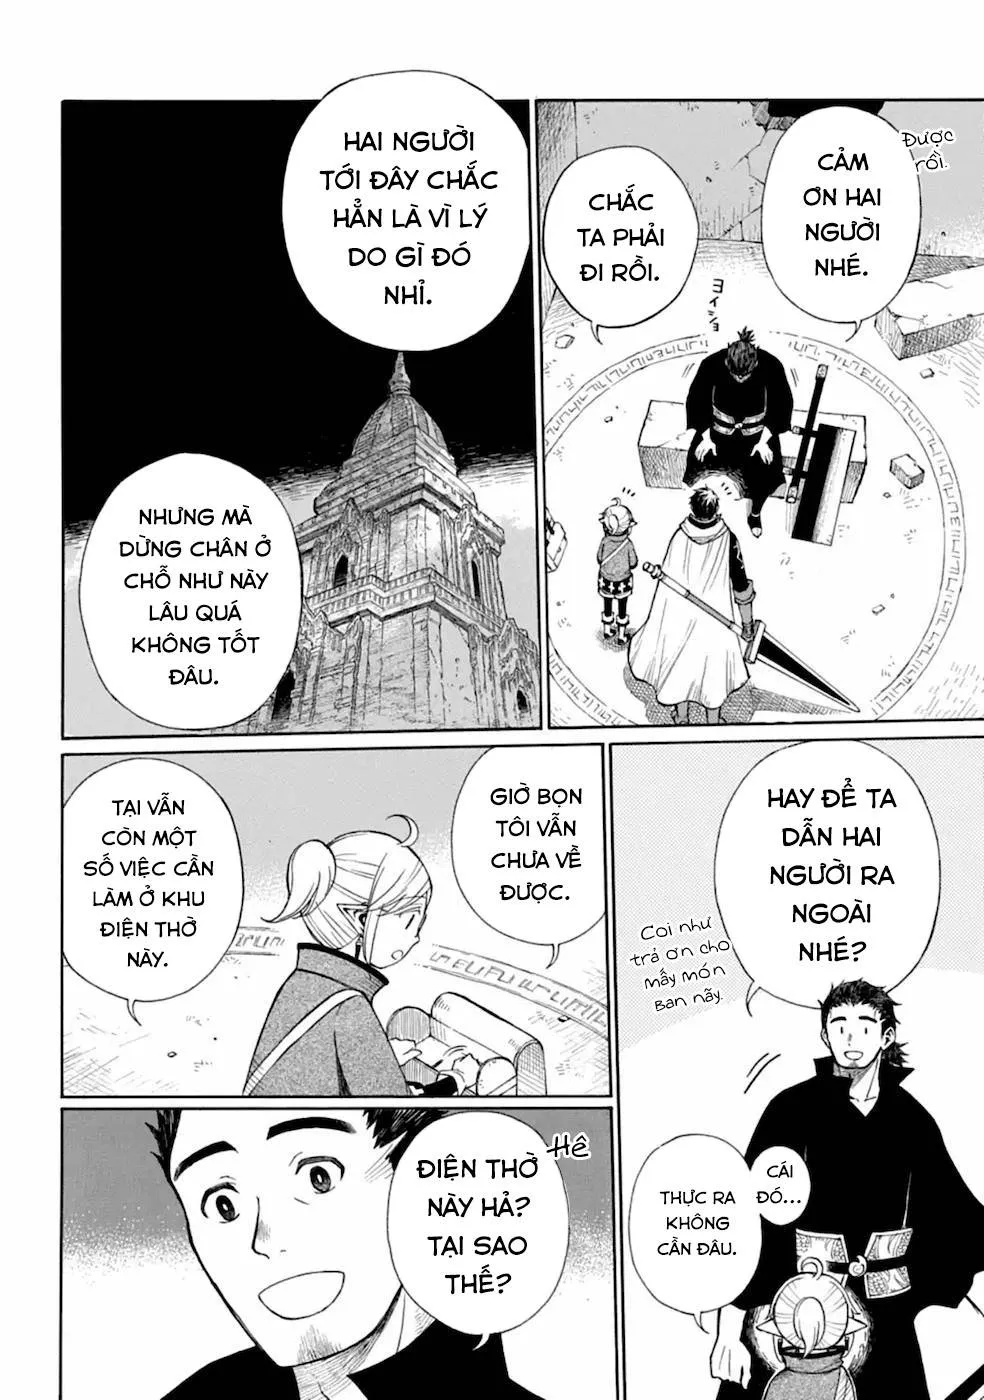 Được
rồi.
CẢM
ƠN HAI
NGƯỜI
NHÉ.
CHẮC
TA PHẢI
ĐI RỒI.
ヨイショ
HAI NGƯỜI
TỚI ĐÂY CHẮC
HẲN LÀ VÌ LÝ
DO GÌ ĐÓ
NHỈ.
NHƯNG MÀ
DỪNG CHÂN Ở
CHỖ NHƯ NÀY
LÂU QUÁ
KHÔNG TỐT
ĐÂU.
HAY ĐỂ TA
DẪN HAI
NGƯỜI RA
NGOÀI
NHÉ?
Coi như
trả ơn cho
mấy món
Ban nãy.
CÁI
ĐÓ...
THỰC RA
KHÔNG
CẦN ĐÂU.
GIỜ BỌN
TÔI VẪN
CHƯA VỀ
ĐƯỢC.
TẠI VẪN
CÒN MỘT
SỐ VIỆC CẦN
LÀM Ở KHU
ĐIỆN THỜ
NÀY.
Hê
ĐIỆN THỜ
NÀY HẢ?
TẠI SAO
THẾ?